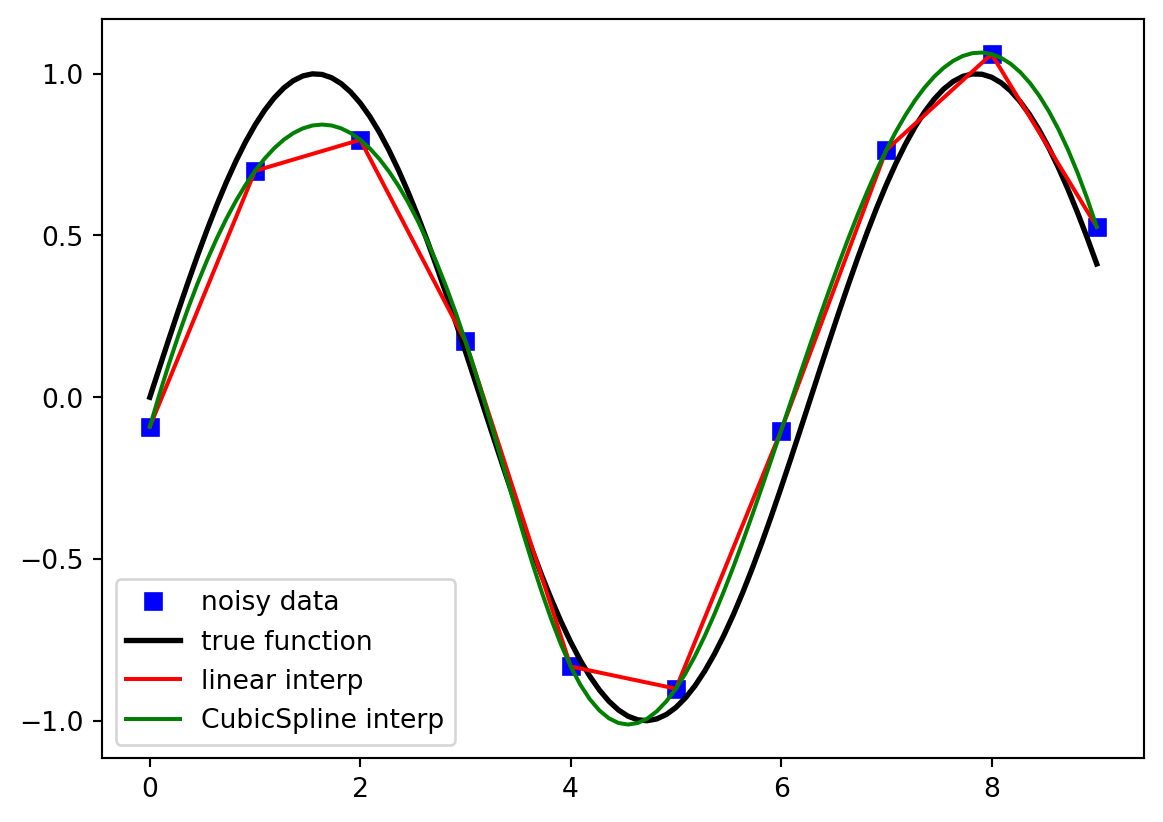 1.0
0.5
0.0
−0.5
−1.0
noisy data
true function
linear interp
CubicSpline interp
0 2 4 6 8